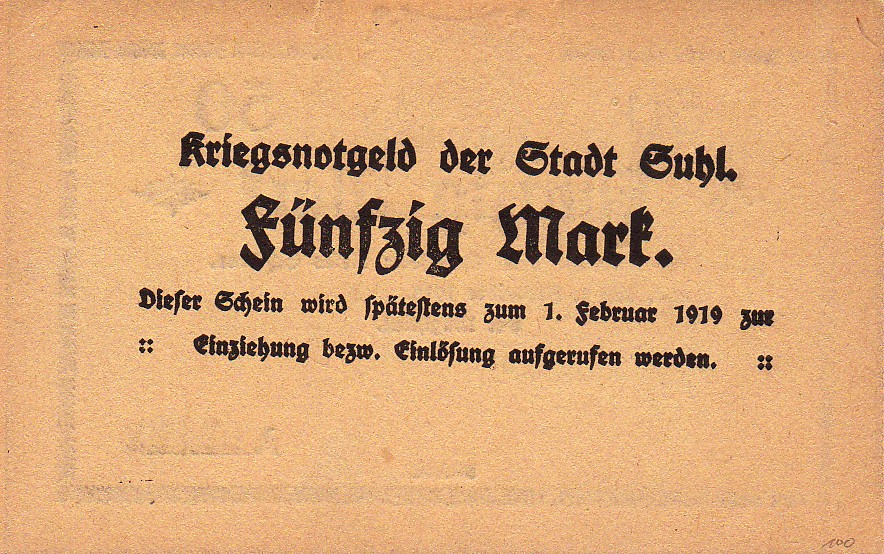 Kriegsnotgeld der Stadt Suhl.
Fünfzig Mark.
Dieser Schein wird spätestens zum 1. Februar 1919 zur
:: Einziehung bezw. Einlösung aufgerufen werden. ::
100